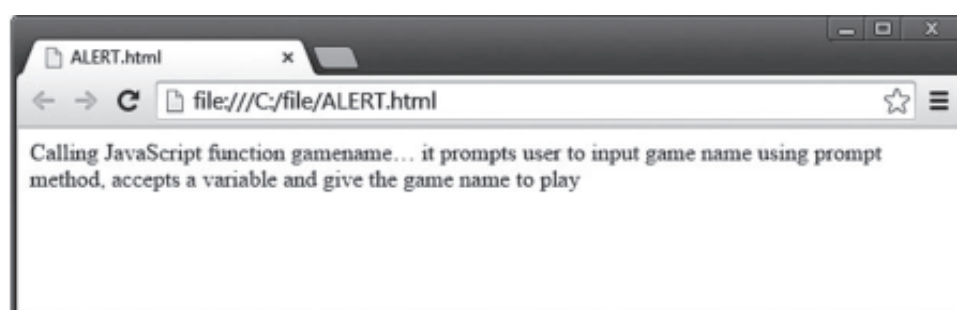 ALERT.html
file:///C:/file/ALERT.html
Calling JavaScript function gamename... it prompts user to input game name using prompt
method, accepts a variable and give the game name to play